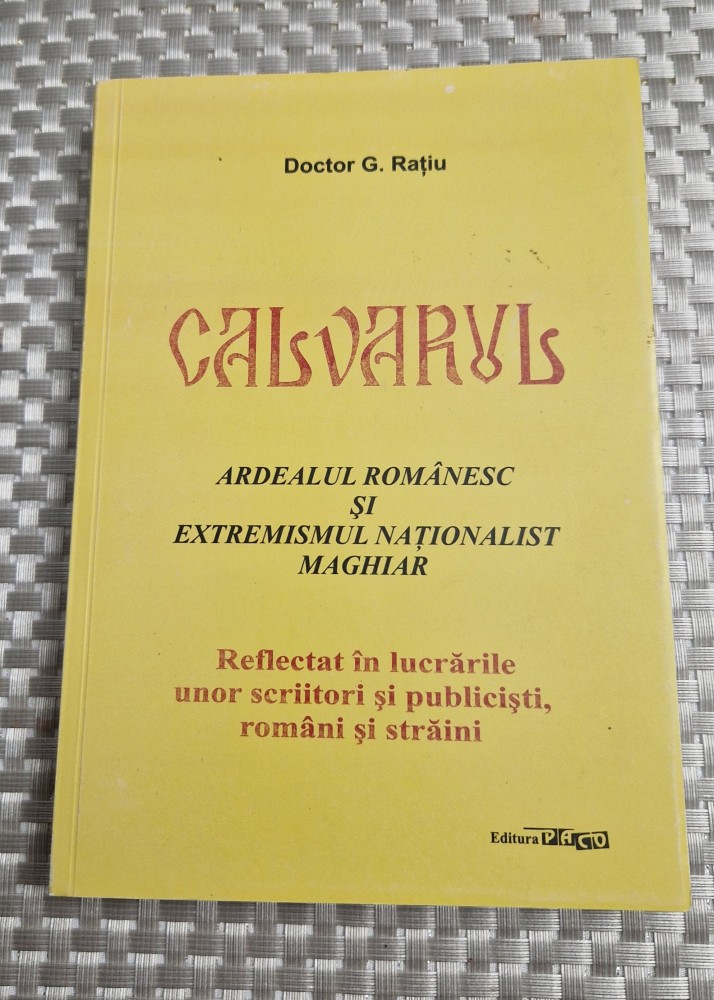 Doctor G. Rațiu
CALVARUL
ARDEALUL ROMÂNESC
ŞI
EXTREMISMUL NAȚIONALIST
MAGHIAR
Reflectat în lucrările
unor scriitori şi publicişti,
români şi străini
Editura PACO